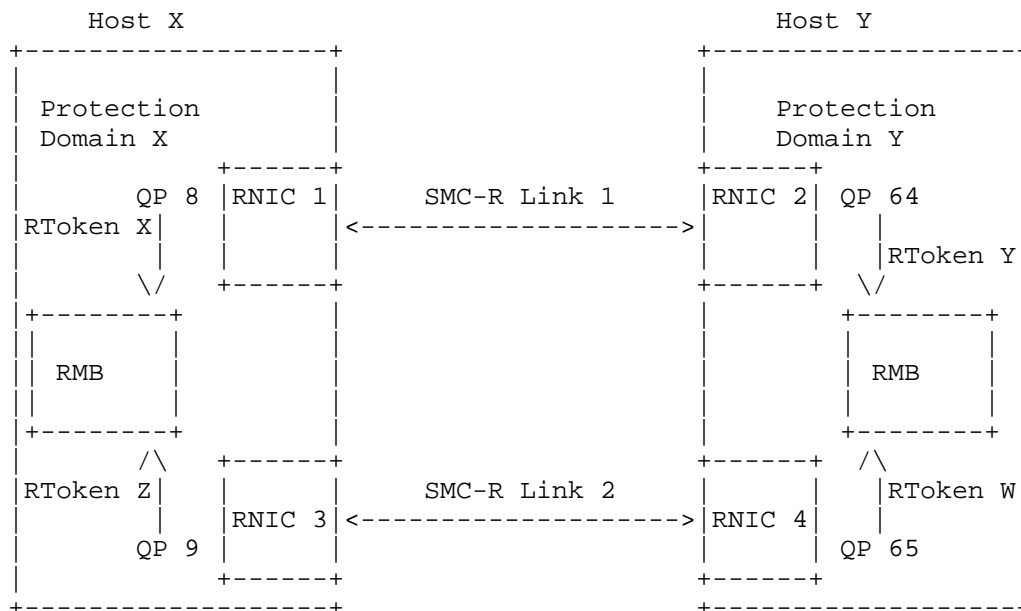 Host X Host Y
Protection Protection
Domain X Domain Y
QP 8 RNIC 1 SMC-R Link 1 RNIC 2 QP 64
RToken X
RToken Y
RMB RMB
RToken Z SMC-R Link 2 RToken W
RNIC 3 RNIC 4
QP 9 QP 65